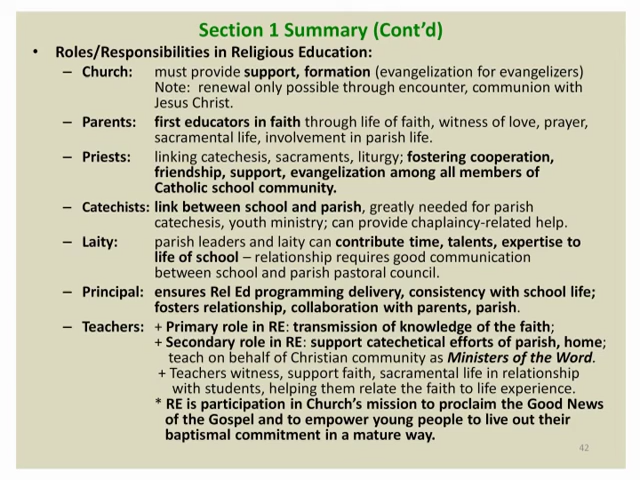 Section 1 Summary (Cont’d)
• Roles/Responsibilities in Religious Education:
– Church: must provide support, formation (evangelization for evangelizers)
Note: renewal only possible through encounter, communion with
Jesus Christ.
– Parents: first educators in faith through life of faith, witness of love, prayer,
sacramental life, involvement in parish life.
– Priests: linking catechesis, sacraments, liturgy; fostering cooperation,
friendship, support, evangelization among all members of
Catholic school community.
– Catechists: link between school and parish, greatly needed for parish
catechesis, youth ministry; can provide chaplaincy-related help.
– Laity: parish leaders and laity can contribute time, talents, expertise to
life of school – relationship requires good communication
between school and parish pastoral council.
– Principal: ensures Rel Ed programming delivery, consistency with school life;
fosters relationship, collaboration with parents, parish.
– Teachers: + Primary role in RE: transmission of knowledge of the faith;
+ Secondary role in RE: support catechetical efforts of parish, home;
teach on behalf of Christian community as Ministers of the Word.
+ Teachers witness, support faith, sacramental life in relationship
with students, helping them relate the faith to life experience.
* RE is participation in Church’s mission to proclaim the Good News
of the Gospel and to empower young people to live out their
baptismal commitment in a mature way.
42